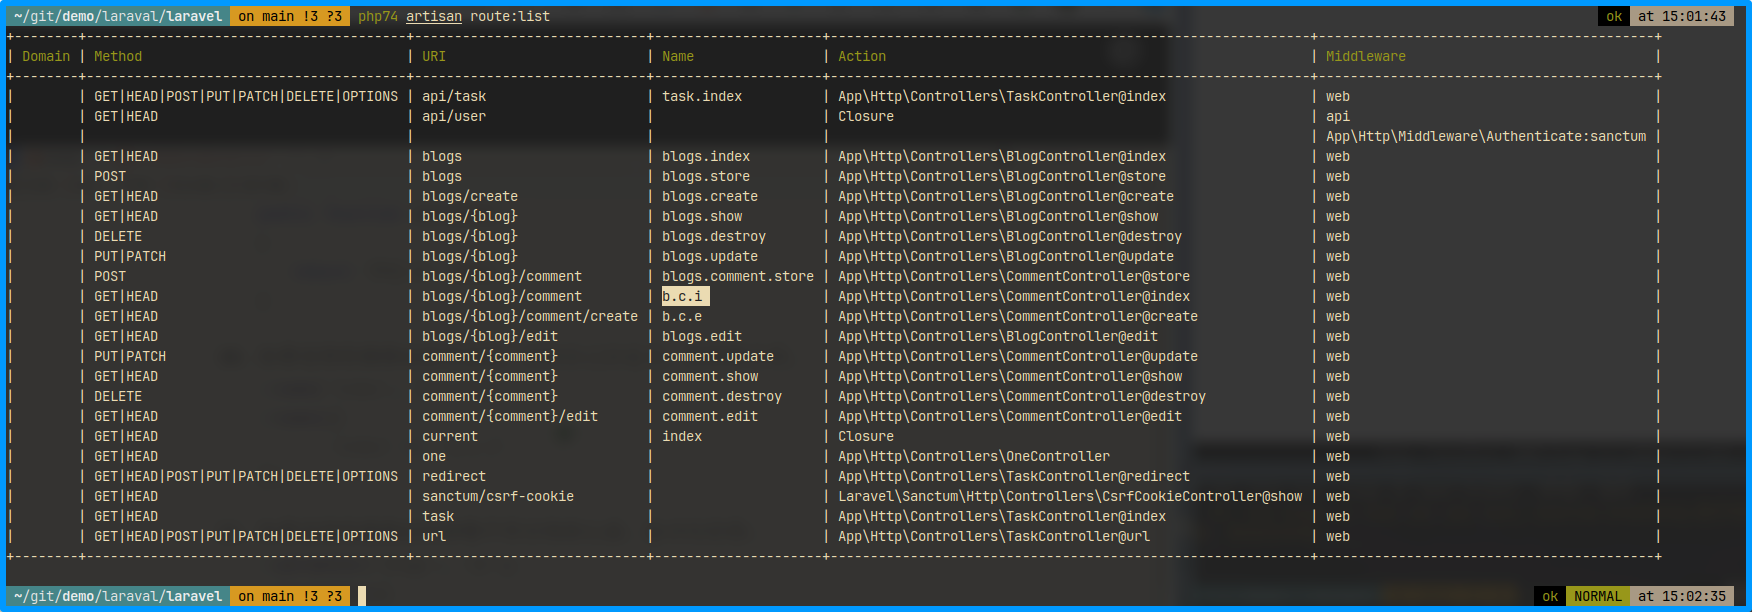 ~/git/demo/laraval/laravel on main !3 ?3 php74 artisan route:list ok at 15:01:43
+--------+----------------------------------------+-----------------------------+---------------------+------------------------------------------------------------+------------------------------------------+
| Domain | Method | URI | Name | Action | Middleware |
+--------+----------------------------------------+-----------------------------+---------------------+------------------------------------------------------------+------------------------------------------+
| | GET|HEAD|POST|PUT|PATCH|DELETE|OPTIONS | api/task | task.index | App\Http\Controllers\TaskController@index | web |
| | GET|HEAD | api/user | | Closure | api |
| | | | | | App\Http\Middleware\Authenticate:sanctum |
| | GET|HEAD | blogs | blogs.index | App\Http\Controllers\BlogController@index | web |
| | POST | blogs | blogs.store | App\Http\Controllers\BlogController@store | web |
| | GET|HEAD | blogs/create | blogs.create | App\Http\Controllers\BlogController@create | web |
| | GET|HEAD | blogs/{blog} | blogs.show | App\Http\Controllers\BlogController@show | web |
| | DELETE | blogs/{blog} | blogs.destroy | App\Http\Controllers\BlogController@destroy | web |
| | PUT|PATCH | blogs/{blog} | blogs.update | App\Http\Controllers\BlogController@update | web |
| | POST | blogs/{blog}/comment | blogs.comment.store | App\Http\Controllers\CommentController@store | web |
| | GET|HEAD | blogs/{blog}/comment | b.c.i | App\Http\Controllers\CommentController@index | web |
| | GET|HEAD | blogs/{blog}/comment/create | b.c.e | App\Http\Controllers\CommentController@create | web |
| | GET|HEAD | blogs/{blog}/edit | blogs.edit | App\Http\Controllers\BlogController@edit | web |
| | PUT|PATCH | comment/{comment} | comment.update | App\Http\Controllers\CommentController@update | web |
| | GET|HEAD | comment/{comment} | comment.show | App\Http\Controllers\CommentController@show | web |
| | DELETE | comment/{comment} | comment.destroy | App\Http\Controllers\CommentController@destroy | web |
| | GET|HEAD | comment/{comment}/edit | comment.edit | App\Http\Controllers\CommentController@edit | web |
| | GET|HEAD | current | index | Closure | web |
| | GET|HEAD | one | | App\Http\Controllers\OneController | web |
| | GET|HEAD|POST|PUT|PATCH|DELETE|OPTIONS | redirect | | App\Http\Controllers\TaskController@redirect | web |
| | GET|HEAD | sanctum/csrf-cookie | | Laravel\Sanctum\Http\Controllers\CsrfCookieController@show | web |
| | GET|HEAD | task | | App\Http\Controllers\TaskController@index | web |
| | GET|HEAD|POST|PUT|PATCH|DELETE|OPTIONS | url | | App\Http\Controllers\TaskController@url | web |
+--------+----------------------------------------+-----------------------------+---------------------+------------------------------------------------------------+------------------------------------------+
~/git/demo/laraval/laravel on main !3 ?3 ok NORMAL at 15:02:35